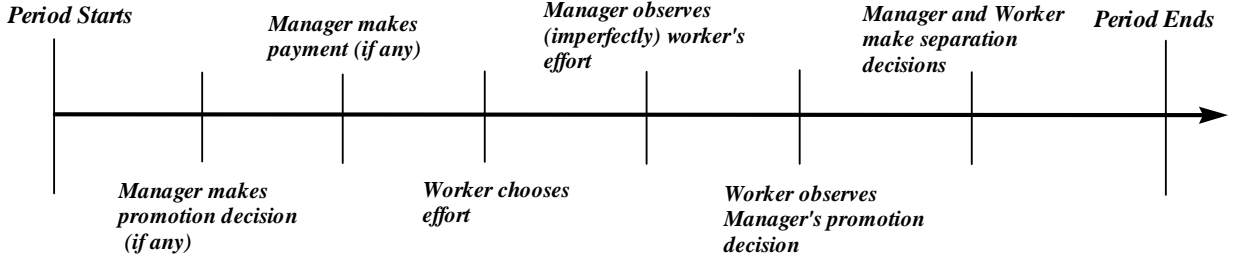 Period Starts
Manager makes
promotion decision
(if any)
Manager makes
payment (if any)
Worker chooses
effort
Manager observes
(imperfectly) worker's
effort
Worker observes
Manager's promotion
decision
Manager and Worker
make separation
decisions
Period Ends